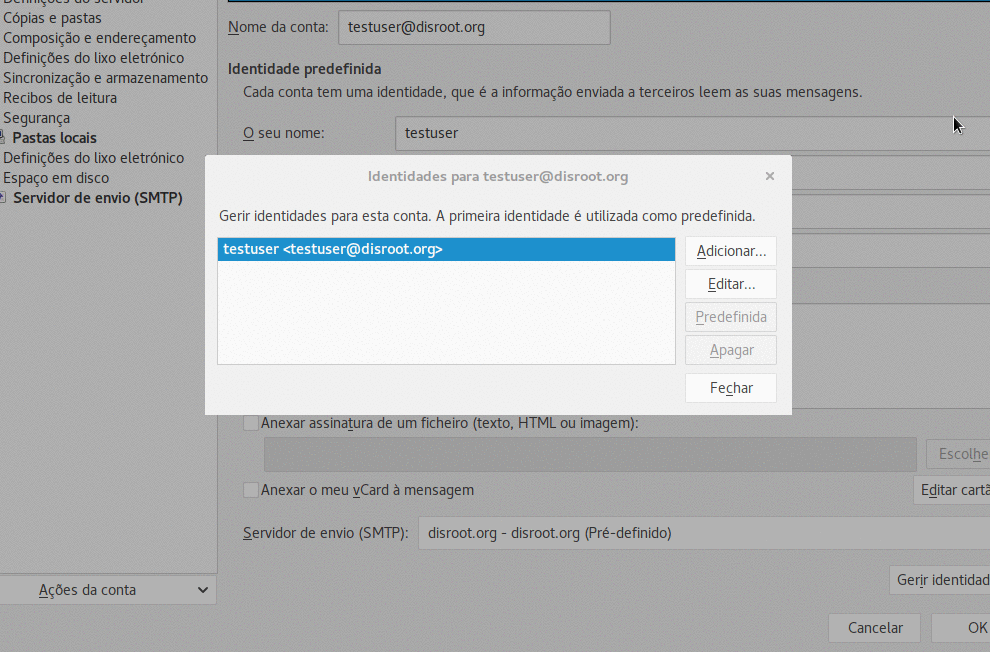 Definições do servidor
Cópias e pastas
Composição e endereçamento
Definições do lixo eletrónico
Sincronização e armazenamento
Recibos de leitura
Segurança
Pastas locais
Definições do lixo eletrónico
Espaço em disco
Servidor de envio (SMTP)
Ações da conta
Nome da conta: testuser@disroot.org
Identidade predefinida
Cada conta tem uma identidade, que é a informação enviada a terceiros leem as suas mensagens.
O seu nome: testuser
Identidades para testuser@disroot.org
Gerir identidades para esta conta. A primeira identidade é utilizada como predefinida.
testuser <testuser@disroot.org>
Adicionar...
Editar...
Predefinida
Apagar
Fechar
Anexar assinatura de um ficheiro (texto, HTML ou imagem):
Escolhe
Anexar o meu vCard à mensagem
Editar cartã
Servidor de envio (SMTP): disroot.org - disroot.org (Pré-definido)
Gerir identidad
Cancelar
OK